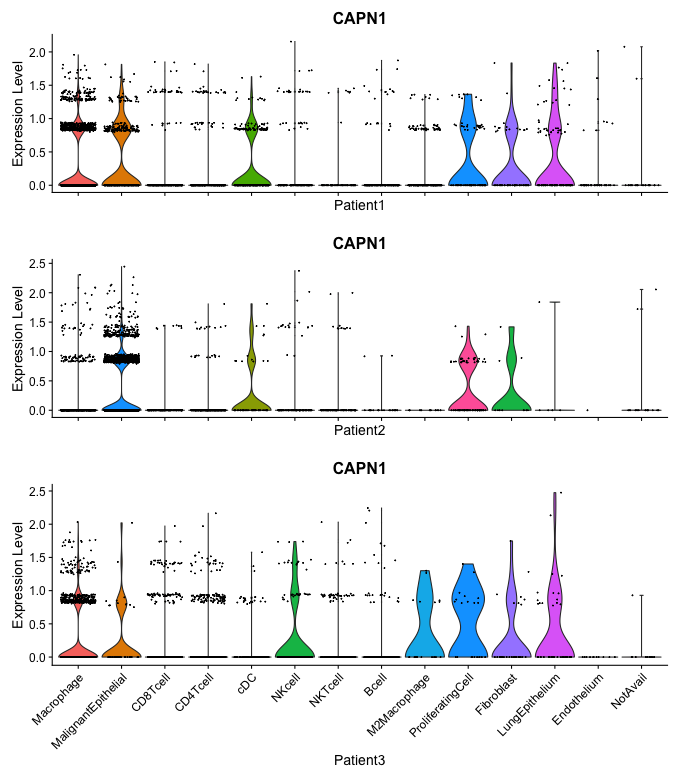 CAPN1
Expression Level
2.0
1.5
1.0
0.5
0.0
Patient1
CAPN1
Expression Level
2.5
2.0
1.5
1.0
0.5
0.0
Patient2
CAPN1
Expression Level
2.5
2.0
1.5
1.0
0.5
0.0
Macrophage
MalignantEpithelial
CD8Tcell
CD4Tcell
cDC
NKcell
NKTcell
Bcell
M2Macrophage
ProliferatingCell
Fibroblast
LungEpithelium
Endothelium
NotAvail
Patient3